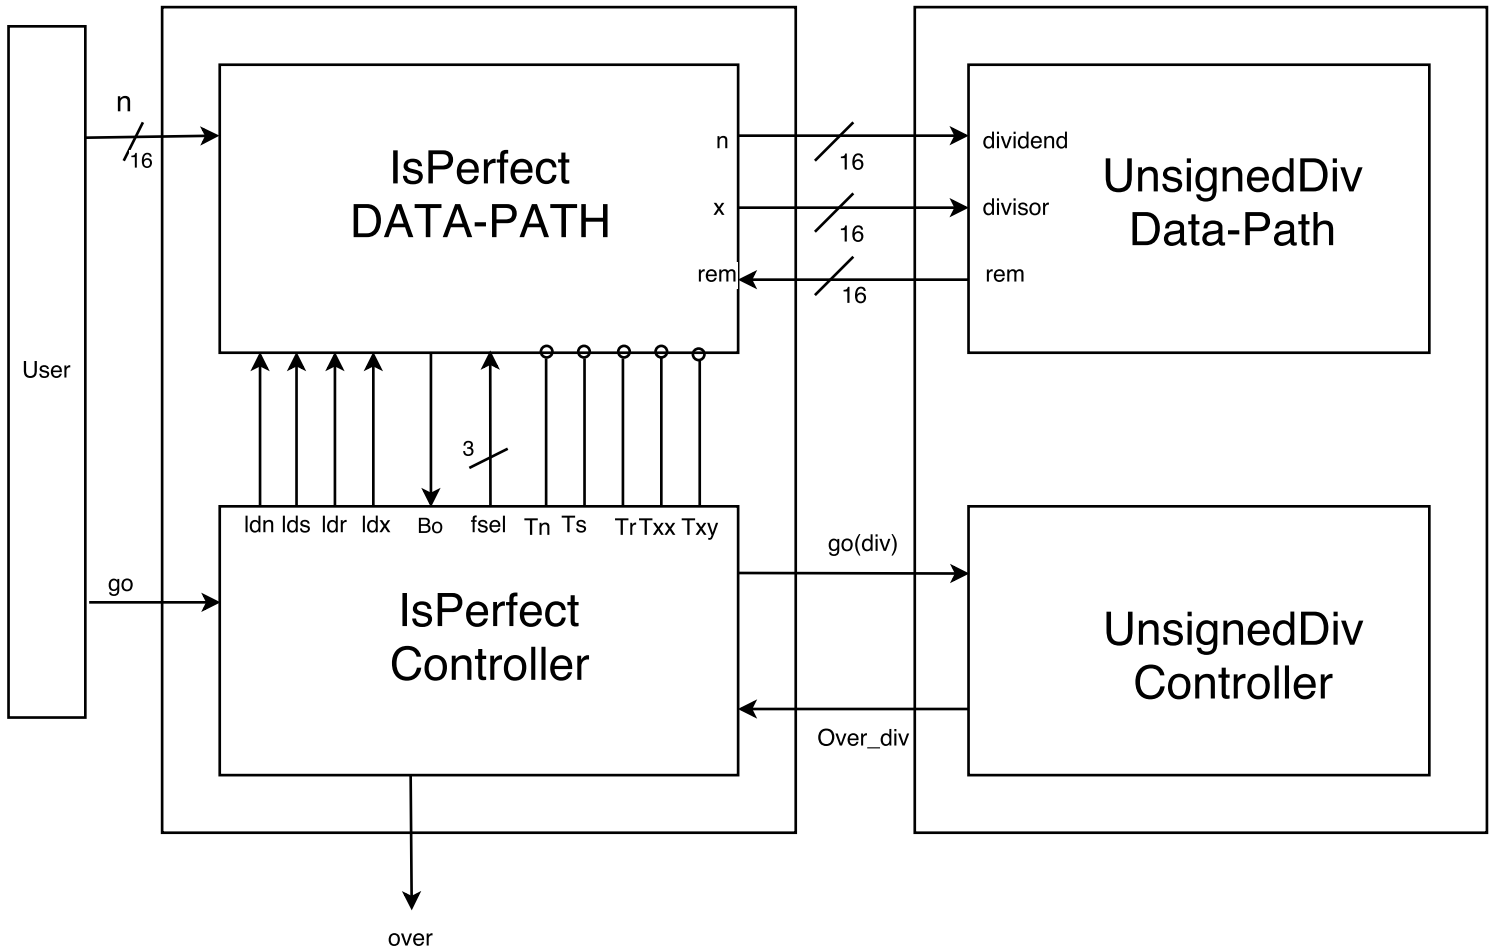 n
16
IsPerfect
DATA-PATH
n
x
rem
16
16
16
dividend
divisor
rem
UnsignedDiv
Data-Path
User
3
ldn lds ldr ldx Bo fsel Tn Ts Tr Txx Txy
go
IsPerfect
Controller
go(div)
Over_div
UnsignedDiv
Controller
over